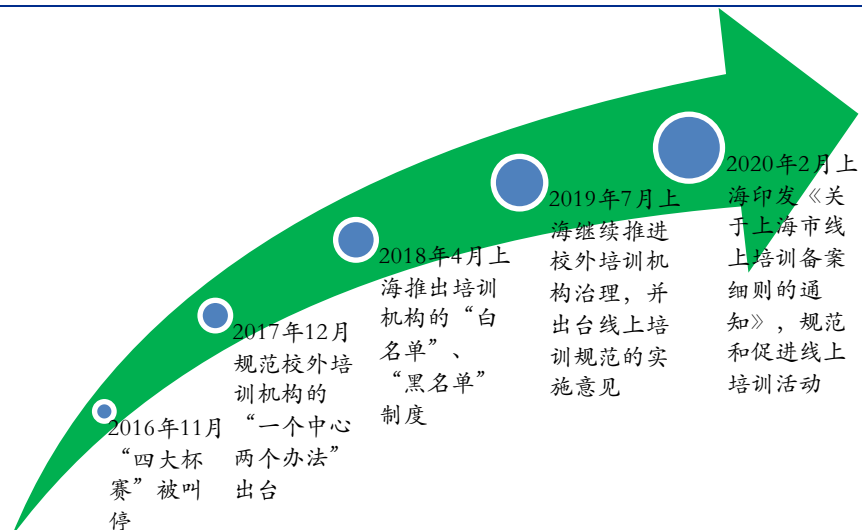 2016年11月
“四大杯
赛”被叫
停
2017年12月
规范校外培
训机构的
“一个中心
两个办法”
出台
2018年4月上
海推出培训
机构的“白
名单”、
“黑名单”
制度
2019年7月上
海继续推进
校外培训机
构治理，并
出台线上培
训规范的实
施意见
2020年2月上
海印发《关
于上海市线
上培训备案
细则的通
知》，规范
和促进线上
培训活动